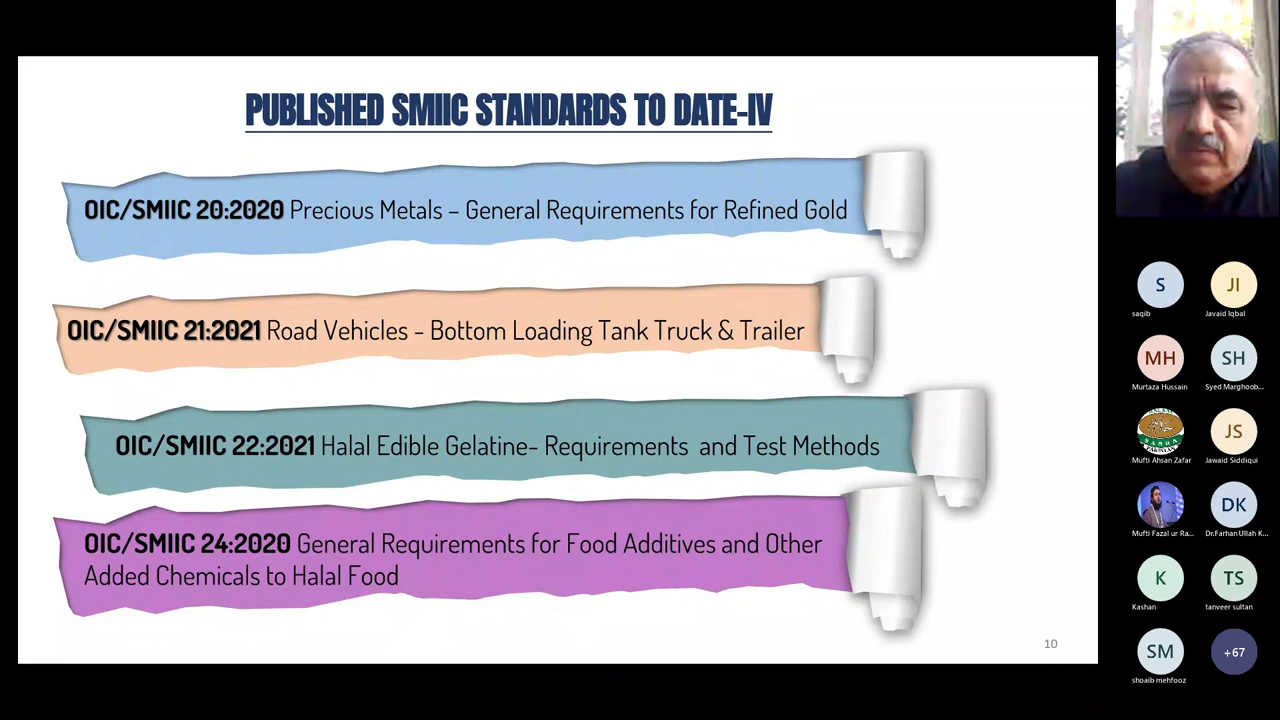 PUBLISHED SMIIC STANDARDS TO DATE-IV
OIC/SMIIC 20:2020 Precious Metals – General Requirements for Refined Gold
OIC/SMIIC 21:2021 Road Vehicles - Bottom Loading Tank Truck & Trailer
OIC/SMIIC 22:2021 Halal Edible Gelatine- Requirements and Test Methods
OIC/SMIIC 24:2020 General Requirements for Food Additives and Other
Added Chemicals to Halal Food
10
S
JI
saqib
Javaid Iqbal
MH
SH
Murtaza Hussain
Syed Marghoob...
SANHA
JS
Mufti Ahsan Zafar
Jawaid Siddiqui
DK
Mufti Fazal ur Ra...
Dr.Farhan Ullah K...
K
TS
Kashan
tanveer sultan
SM
+67
shoaib mehfooz